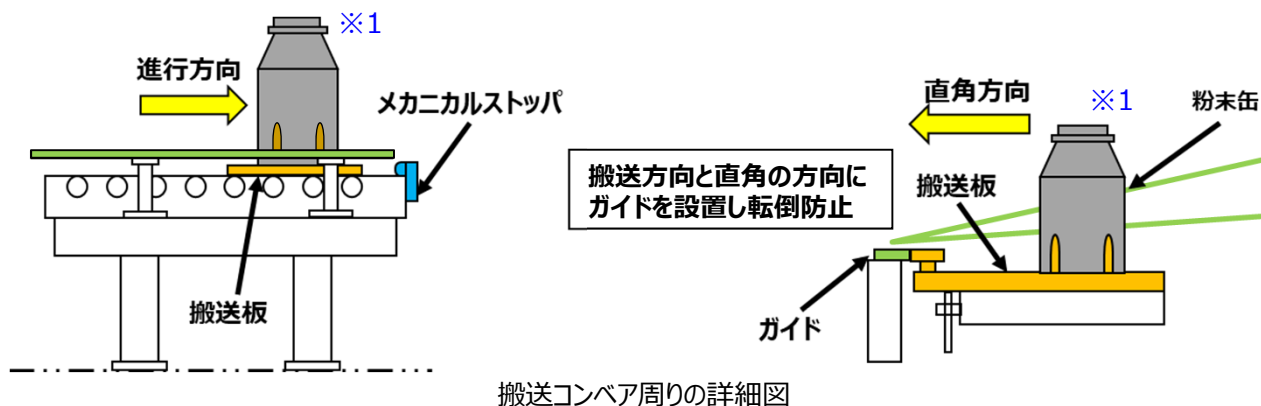 ※1
進行方向
メカニカルストッパ
搬送板
搬送方向と直角の方向に
ガイドを設置し転倒防止
直角方向
※1
粉末缶
搬送板
ガイド
搬送コンベア周りの詳細図